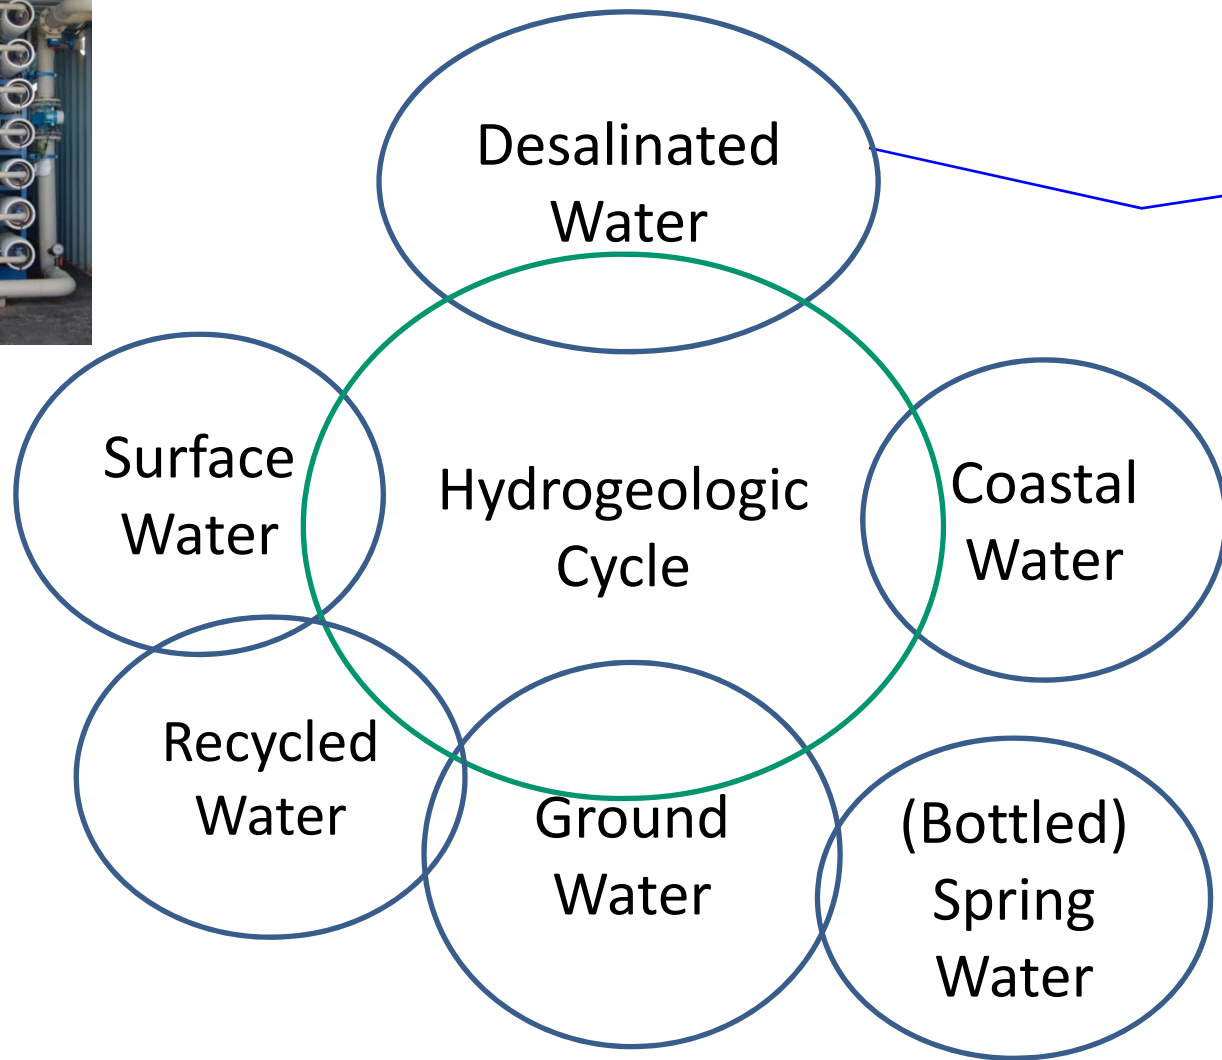 Desalinated
Water
Surface
Water
Hydrogeologic
Cycle
Coastal
Water
Recycled
Water
Ground
Water
(Bottled)
Spring
Water